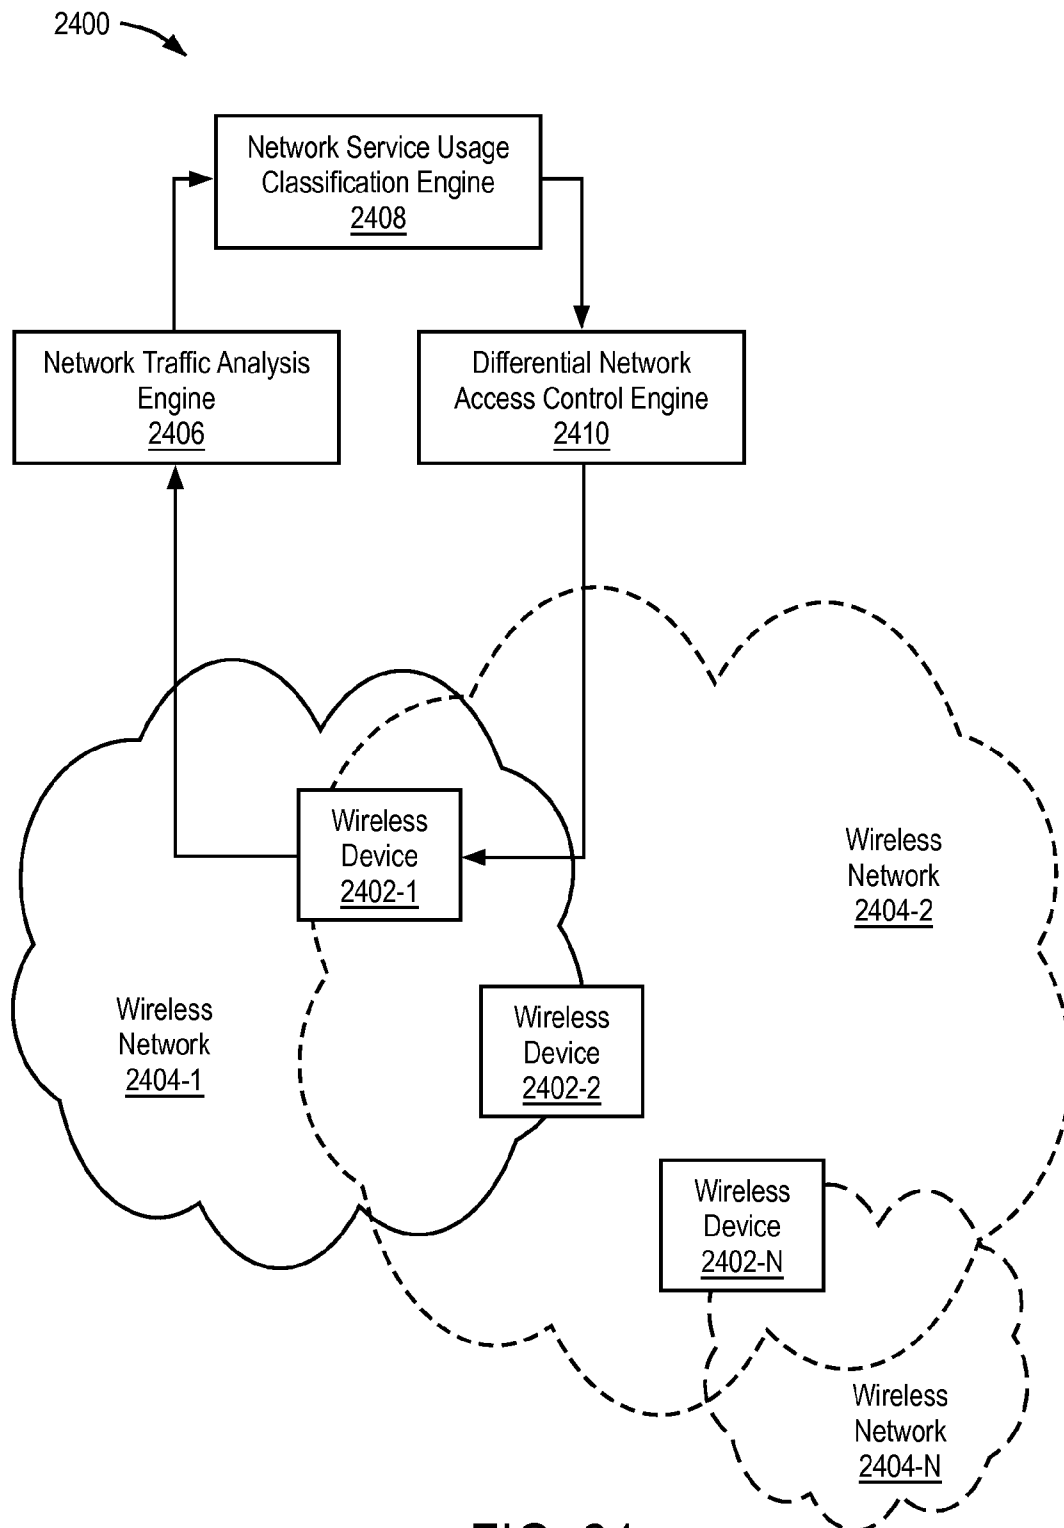 2400
Network Service Usage
Classification Engine
2408
Network Traffic Analysis
Engine
2406
Differential Network
Access Control Engine
2410
Wireless
Device
2402-1
Wireless
Network
2404-2
Wireless
Network
2404-1
Wireless
Device
2402-2
Wireless
Device
2402-N
Wireless
Network
2404-N